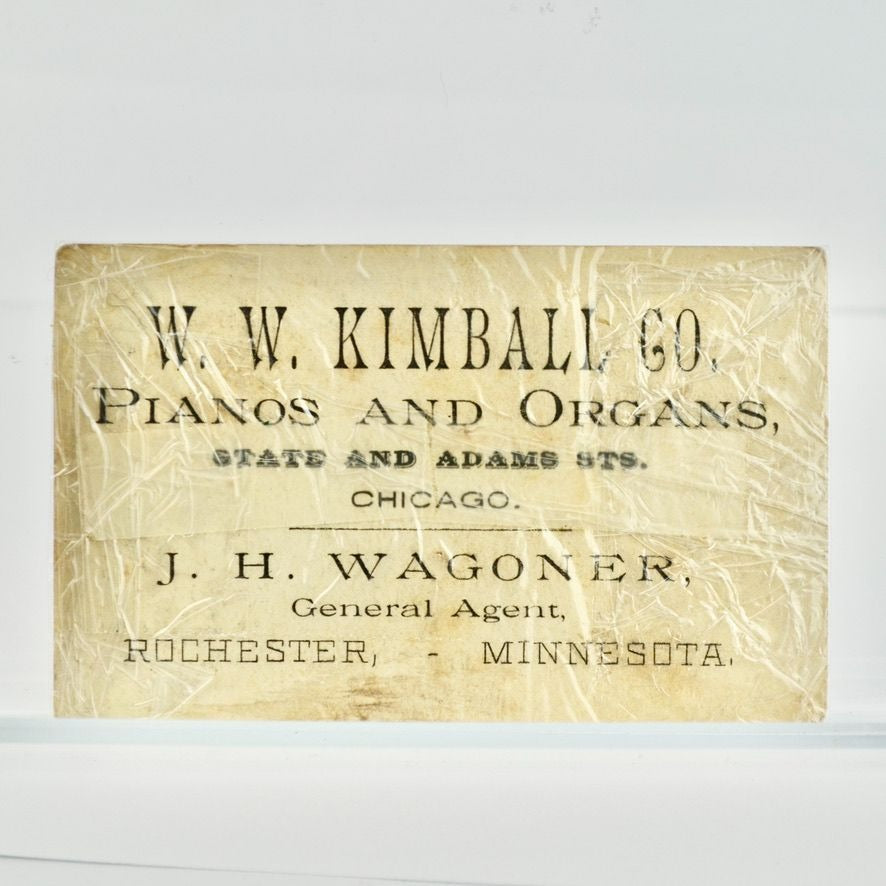 W. W. KIMBALL CO.
PIANOS AND ORGANS,
STATE AND ADAMS STS.
CHICAGO.
J. H. WAGONER,
General Agent,
ROCHESTER, - MINNESOTA.